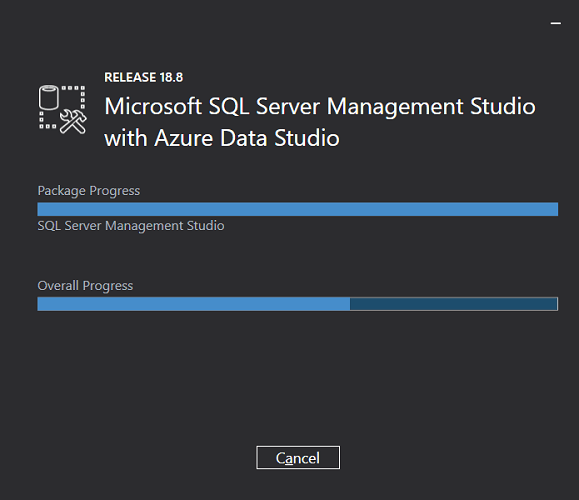 RELEASE 18.8
Microsoft SQL Server Management Studio
with Azure Data Studio
Package Progress
SQL Server Management Studio
Overall Progress
Cancel